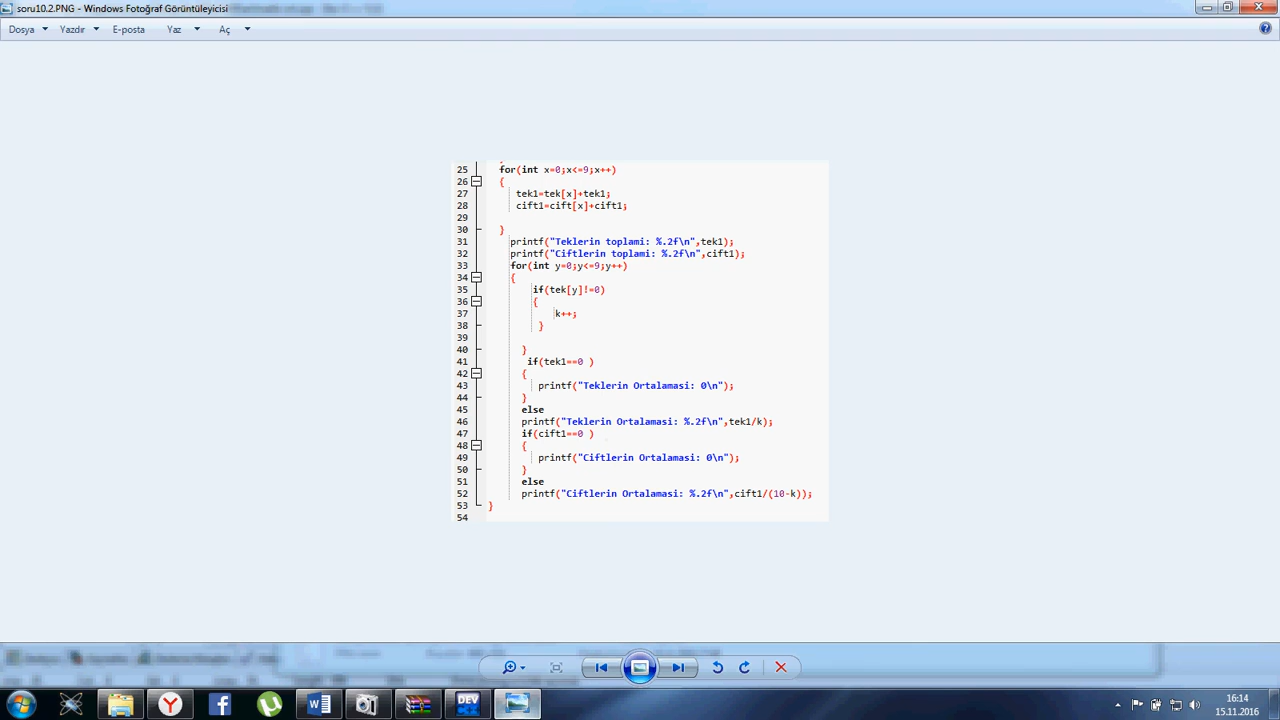 soru10.2.PNG - Windows Fotoğraf Görüntüleyicisi
Dosya Yazdır E-posta Yaz Aç
25 for(int x=0;x<=9;x++)
26 {
27 tek1=tek[x]+tek1;
28 cift1=cift[x]+cift1;
29
30 }
31 printf("Teklerin toplami: %.2f\n",tek1);
32 printf("Ciftlerin toplami: %.2f\n",cift1);
33 for(int y=0;y<=9;y++)
34 {
35 if(tek[y]!=0)
36 {
37 k++;
38 }
39
40 }
41 if(tek1==0 )
42 {
43 printf("Teklerin Ortalamasi: 0\n");
44 }
45 else
46 printf("Teklerin Ortalamasi: %.2f\n",tek1/k);
47 if(cift1==0 )
48 {
49 printf("Ciftlerin Ortalamasi: 0\n");
50 }
51 else
52 printf("Ciftlerin Ortalamasi: %.2f\n",cift1/(10-k));
53 }
54
DEV
16:14
15.11.2016